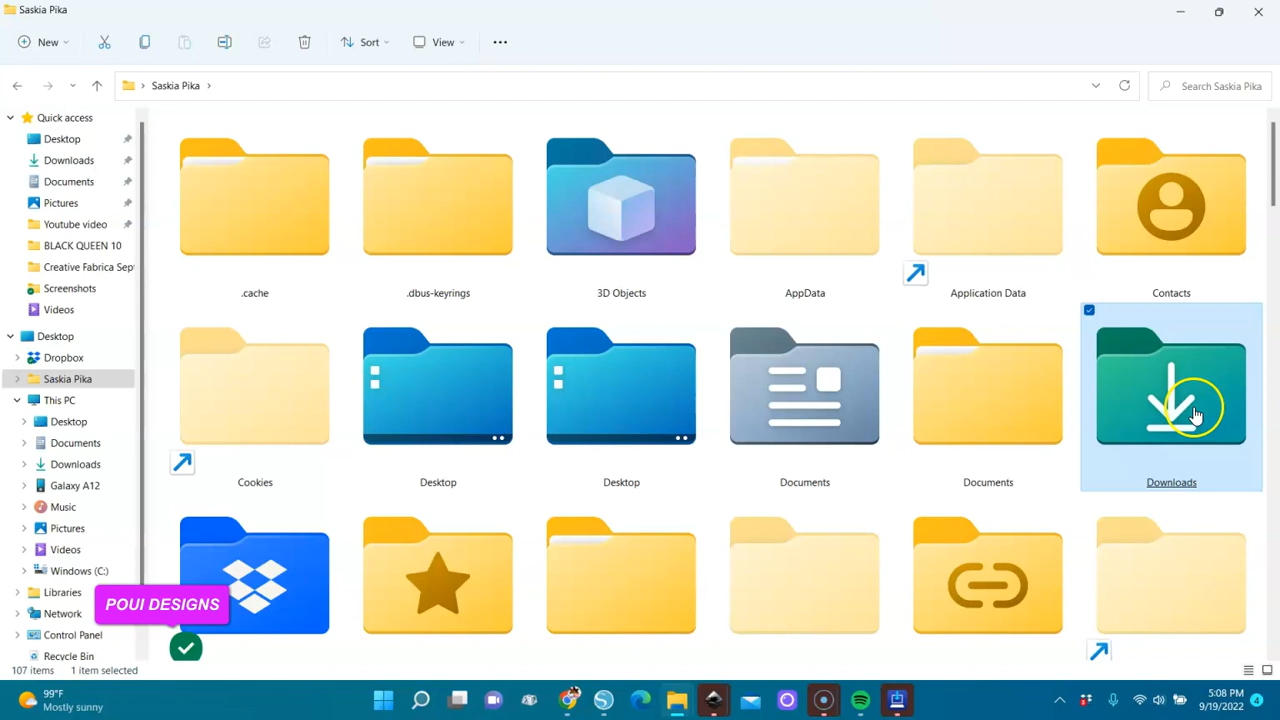 Saskia Pika
New
Sort
View
Saskia Pika
Search Saskia Pika
Quick access
Desktop
Downloads
Documents
Pictures
Youtube video
BLACK QUEEN 10
Creative Fabrica Sept
Screenshots
Videos
Desktop
Dropbox
Saskia Pika
This PC
Desktop
Documents
Downloads
Galaxy A12
Music
Pictures
Videos
Windows (C:)
Libraries
Network
Control Panel
Recycle Bin
.cache
.dbus-keyrings
3D Objects
AppData
Application Data
Contacts
Cookies
Desktop
Desktop
Documents
Documents
Downloads
POUI DESIGNS
107 items
1 item selected
99°F
Mostly sunny
5:08 PM
9/19/2022
4